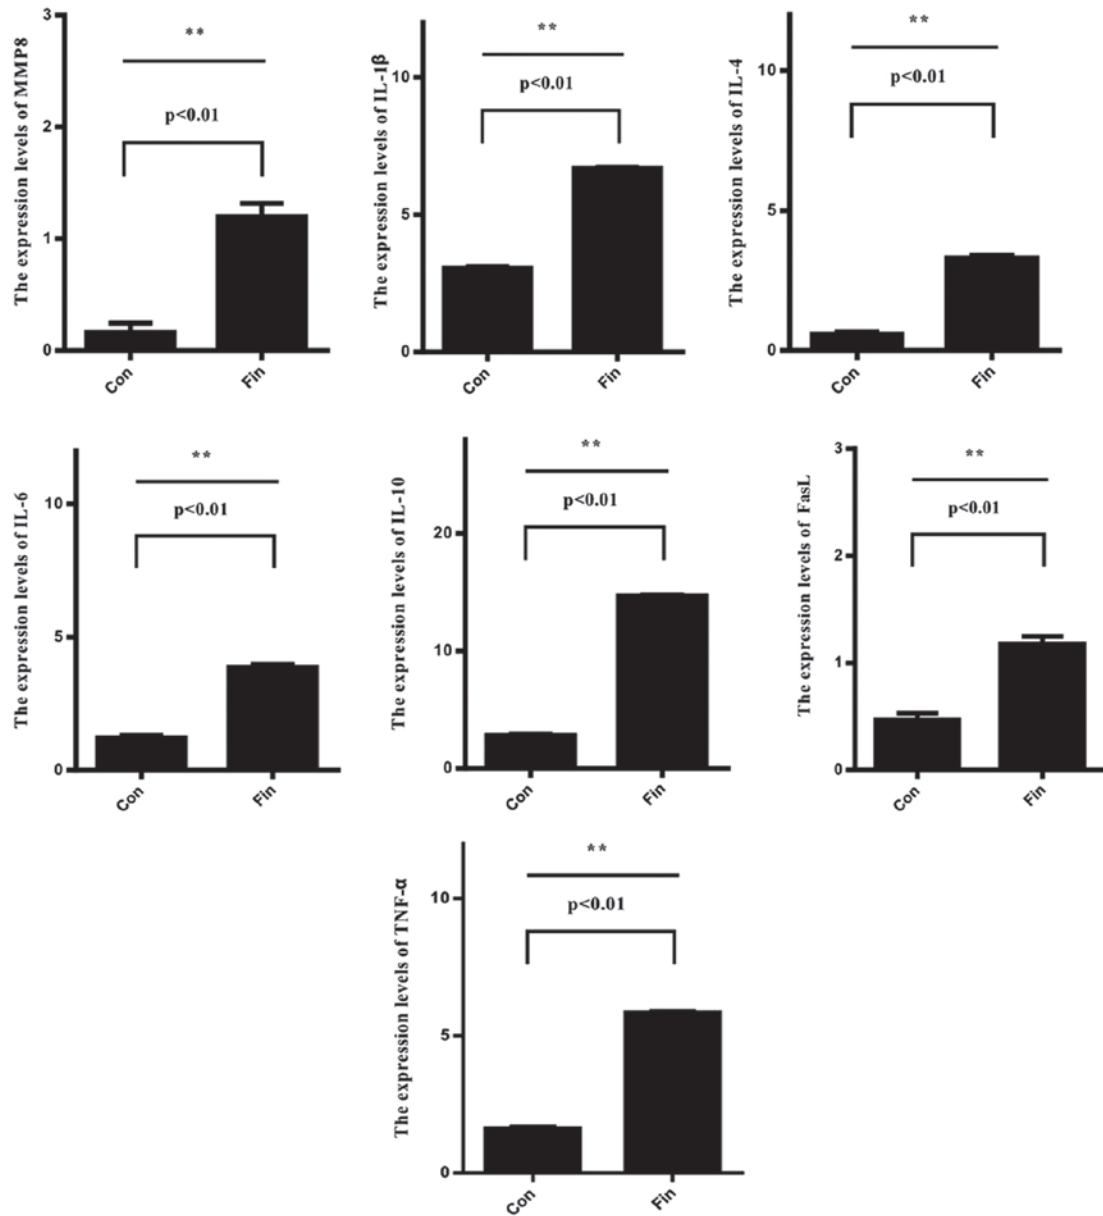 The expression levels of MMP8
3
2
1
0
**
p<0.01
Con
Fin
The expression levels of IL-1β
10
5
0
**
p<0.01
Con
Fin
The expression levels of IL-4
10
5
0
**
p<0.01
Con
Fin
The expression levels of IL-6
10
5
0
**
p<0.01
Con
Fin
The expression levels of IL-10
20
10
0
**
p<0.01
Con
Fin
The expression levels of FasL
3
2
1
0
**
p<0.01
Con
Fin
The expression levels of TNF-α
10
5
0
**
p<0.01
Con
Fin